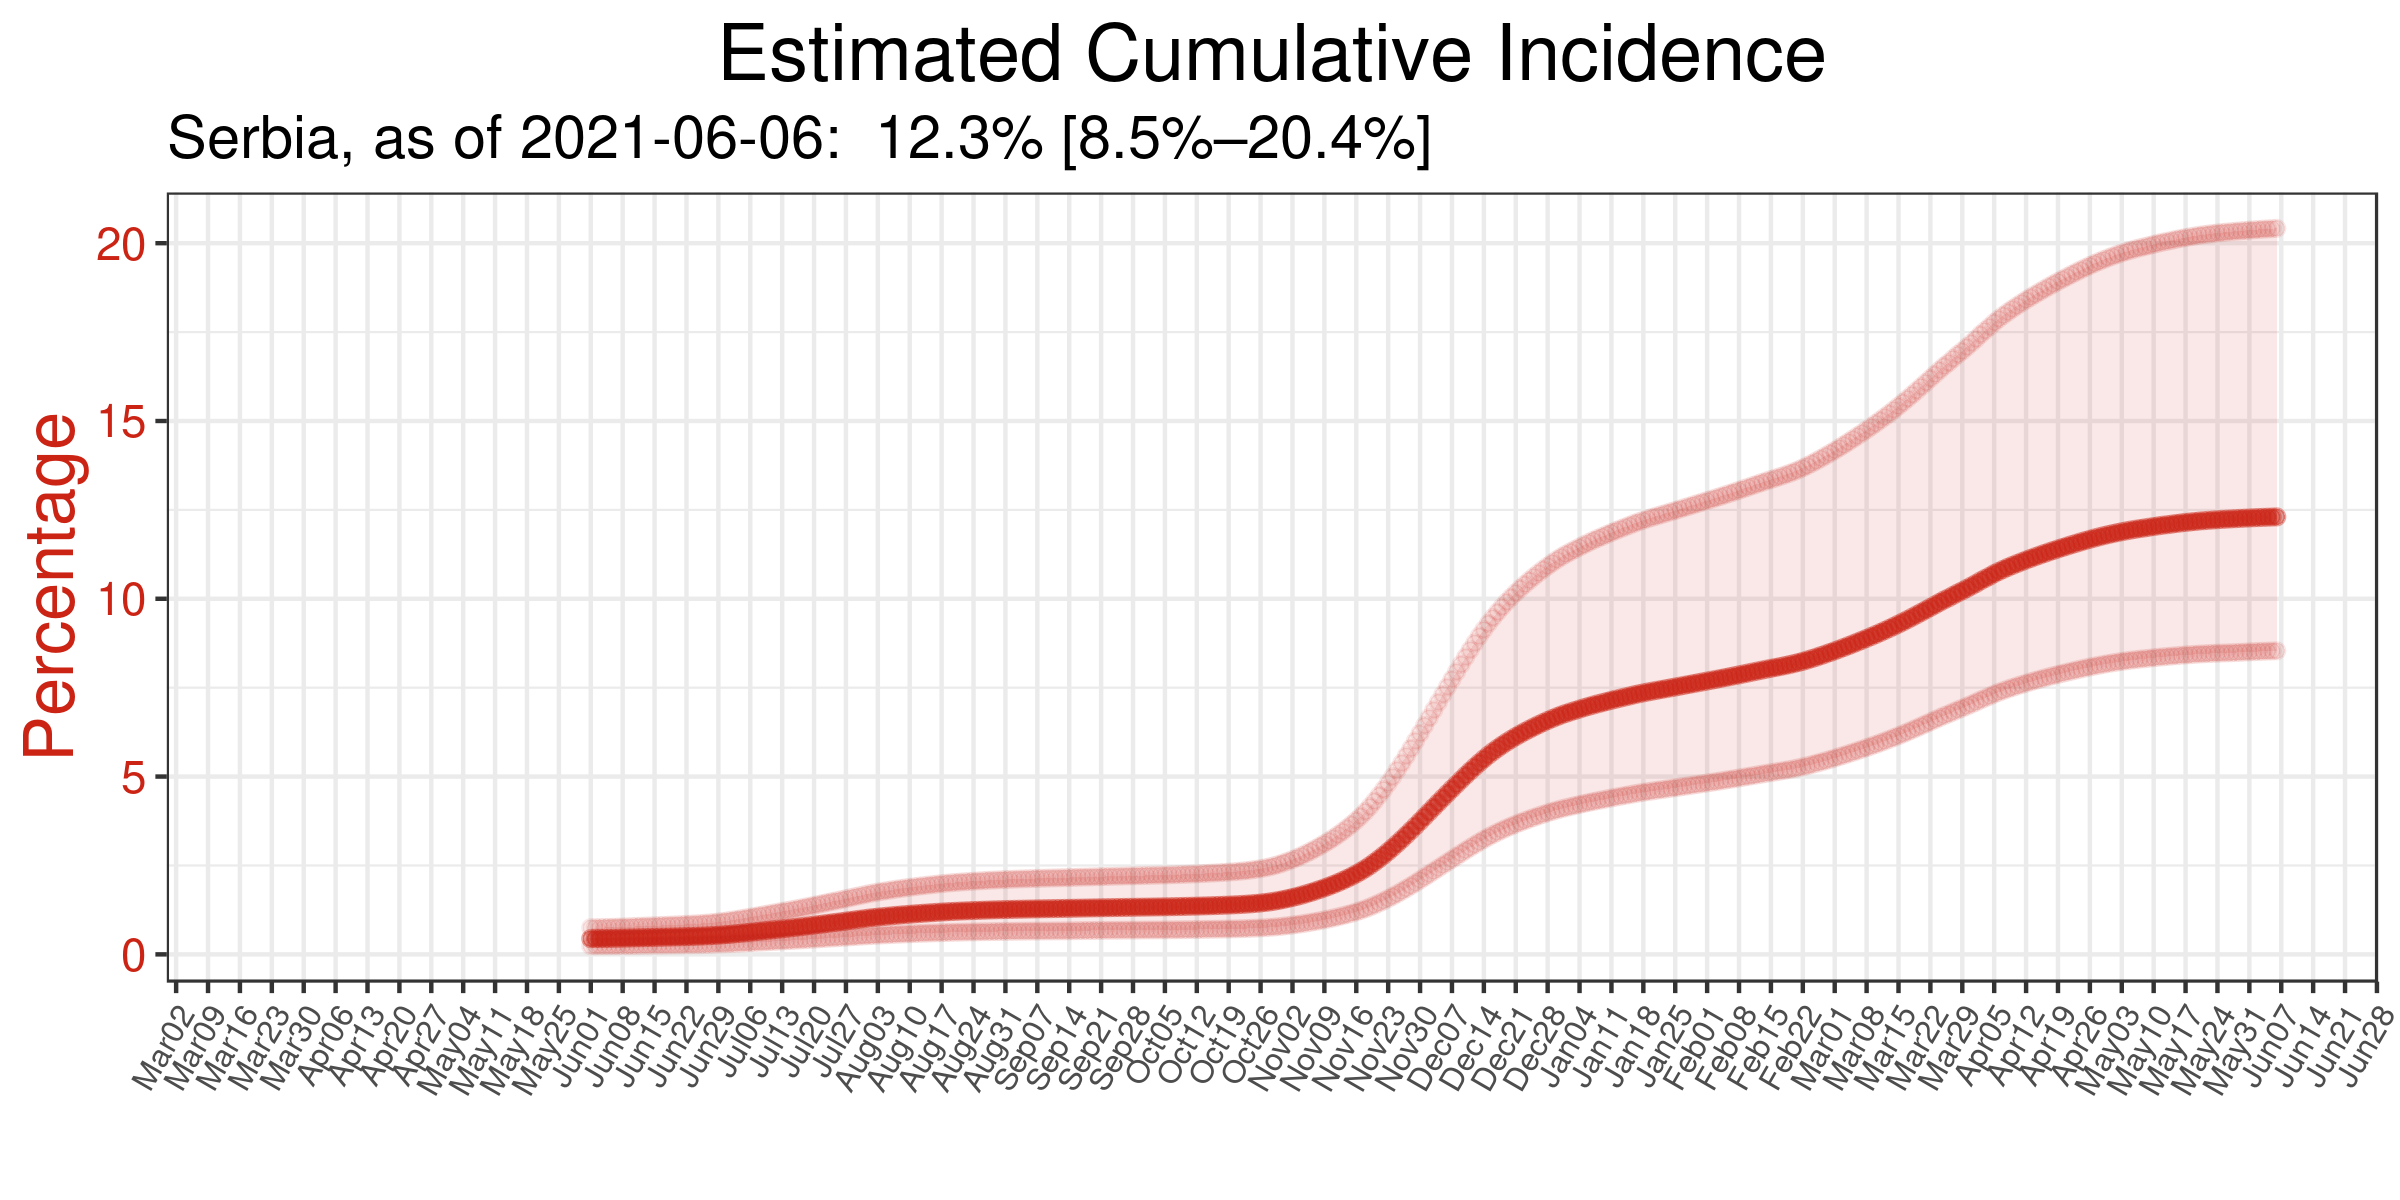 Estimated Cumulative Incidence
Serbia, as of 2021-06-06:  12.3% [8.5%–20.4%]
Percentage
20
15
10
5
0
Mar02
Mar09
Mar16
Mar23
Mar30
Apr06
Apr13
Apr20
Apr27
May04
May11
May18
May25
Jun01
Jun08
Jun15
Jun22
Jun29
Jul06
Jul13
Jul20
Jul27
Aug03
Aug10
Aug17
Aug24
Aug31
Sep07
Sep14
Sep21
Sep28
Oct05
Oct12
Oct19
Oct26
Nov02
Nov09
Nov16
Nov23
Nov30
Dec07
Dec14
Dec21
Dec28
Jan04
Jan11
Jan18
Jan25
Feb01
Feb08
Feb15
Feb22
Mar01
Mar08
Mar15
Mar22
Mar29
Apr05
Apr12
Apr19
Apr26
May03
May10
May17
May24
May31
Jun07
Jun14
Jun21
Jun28